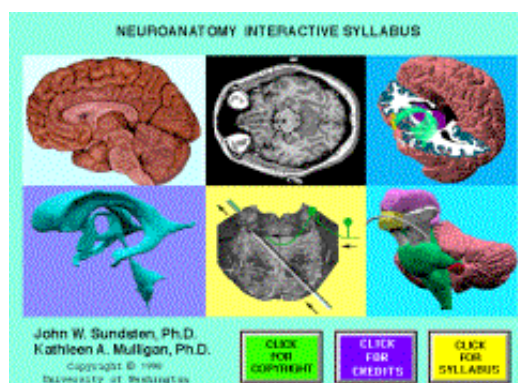 NEUROANATOMY INTERACTIVE SYLLABUS
John W. Sundsten, Ph.D.
Kathleen A. Mulligan, Ph.D.
Copyright © 1998
University of Washington
CLICK
FOR
COPYRIGHT
CLICK
FOR
CREDITS
CLICK
FOR
SYLLABUS